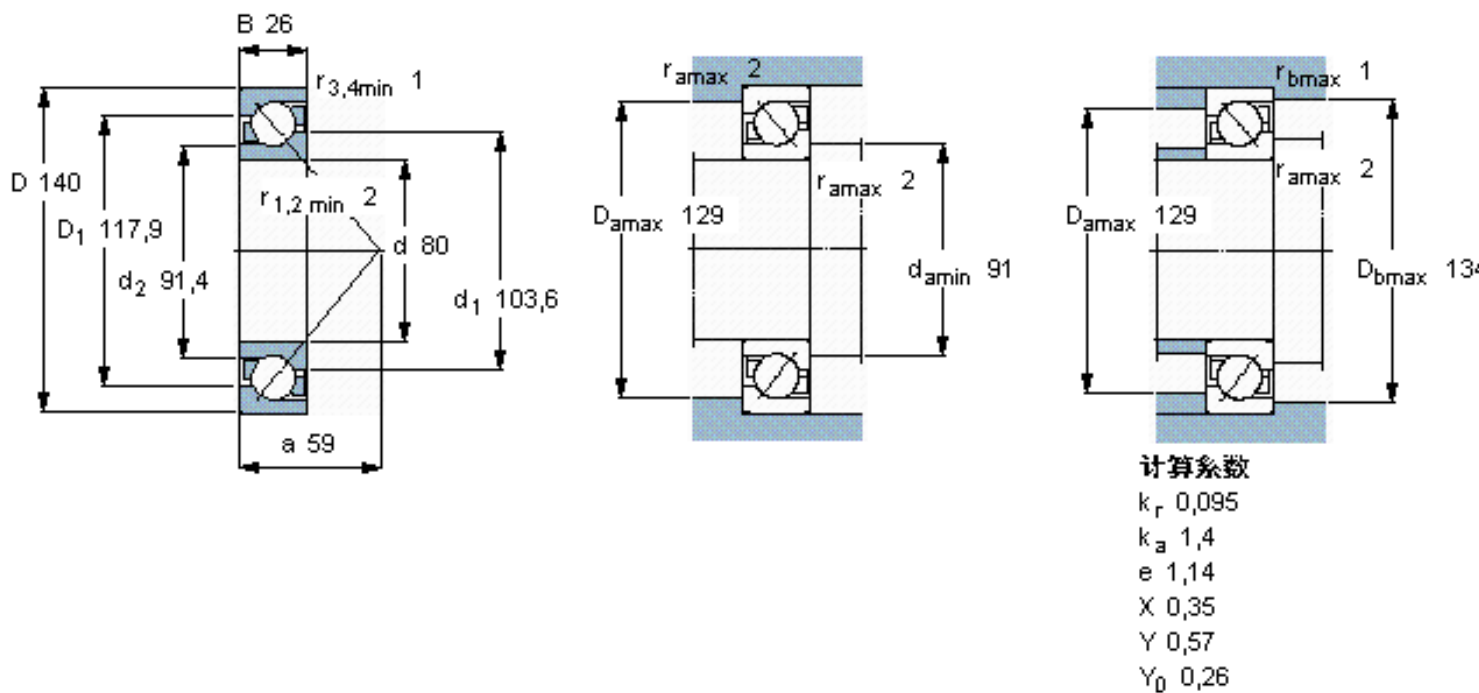 B 26
r3,4min 1
D 140
D1 117,9
r1,2 min 2
d 80
d2 91,4
d1 103,6
a 59
ramax 2
ramax 2
Damax 129
damin 91
rbmax 1
ramax 2
Damax 129
Dbmax 134
计算系数
kr 0,095
ka 1,4
e 1,14
X 0,35
Y 0,57
Y0 0,26